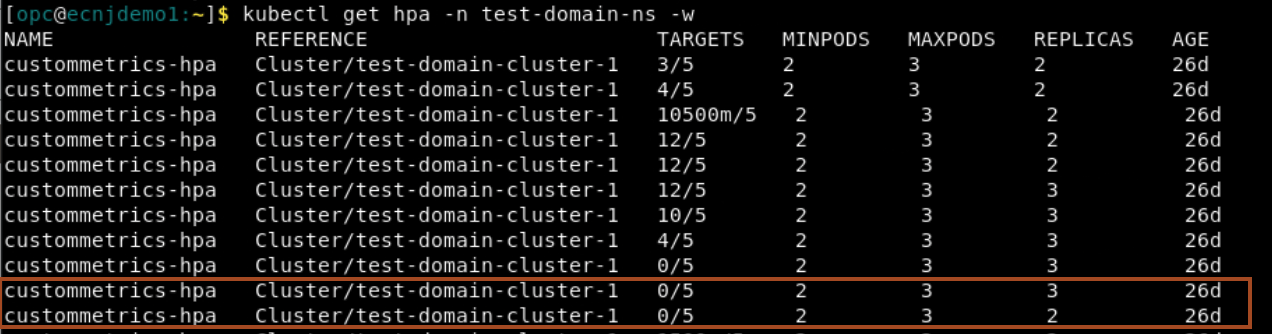 [opc@ecnjdemo1:~]$ kubectl get hpa -n test-domain-ns -w
NAME REFERENCE TARGETS MINPODS MAXPODS REPLICAS AGE
custommetrics-hpa Cluster/test-domain-cluster-1 3/5 2 3 2 26d
custommetrics-hpa Cluster/test-domain-cluster-1 4/5 2 3 2 26d
custommetrics-hpa Cluster/test-domain-cluster-1 10500m/5 2 3 2 26d
custommetrics-hpa Cluster/test-domain-cluster-1 12/5 2 3 2 26d
custommetrics-hpa Cluster/test-domain-cluster-1 12/5 2 3 2 26d
custommetrics-hpa Cluster/test-domain-cluster-1 12/5 2 3 3 26d
custommetrics-hpa Cluster/test-domain-cluster-1 10/5 2 3 3 26d
custommetrics-hpa Cluster/test-domain-cluster-1 4/5 2 3 3 26d
custommetrics-hpa Cluster/test-domain-cluster-1 0/5 2 3 3 26d
custommetrics-hpa Cluster/test-domain-cluster-1 0/5 2 3 3 26d
custommetrics-hpa Cluster/test-domain-cluster-1 0/5 2 3 2 26d